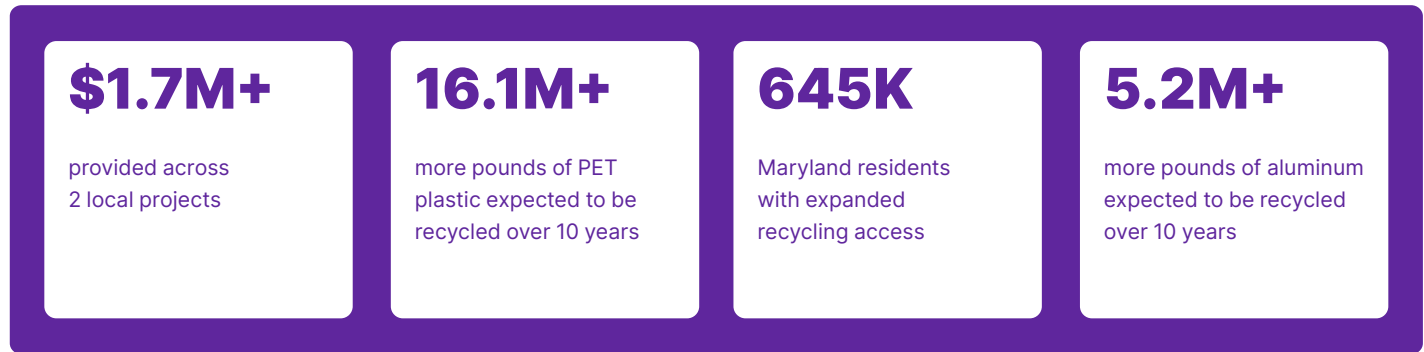 $1.7M+
provided across
2 local projects
16.1M+
more pounds of PET
plastic expected to be
recycled over 10 years
645K
Maryland residents
with expanded
recycling access
5.2M+
more pounds of aluminum
expected to be recycled
over 10 years